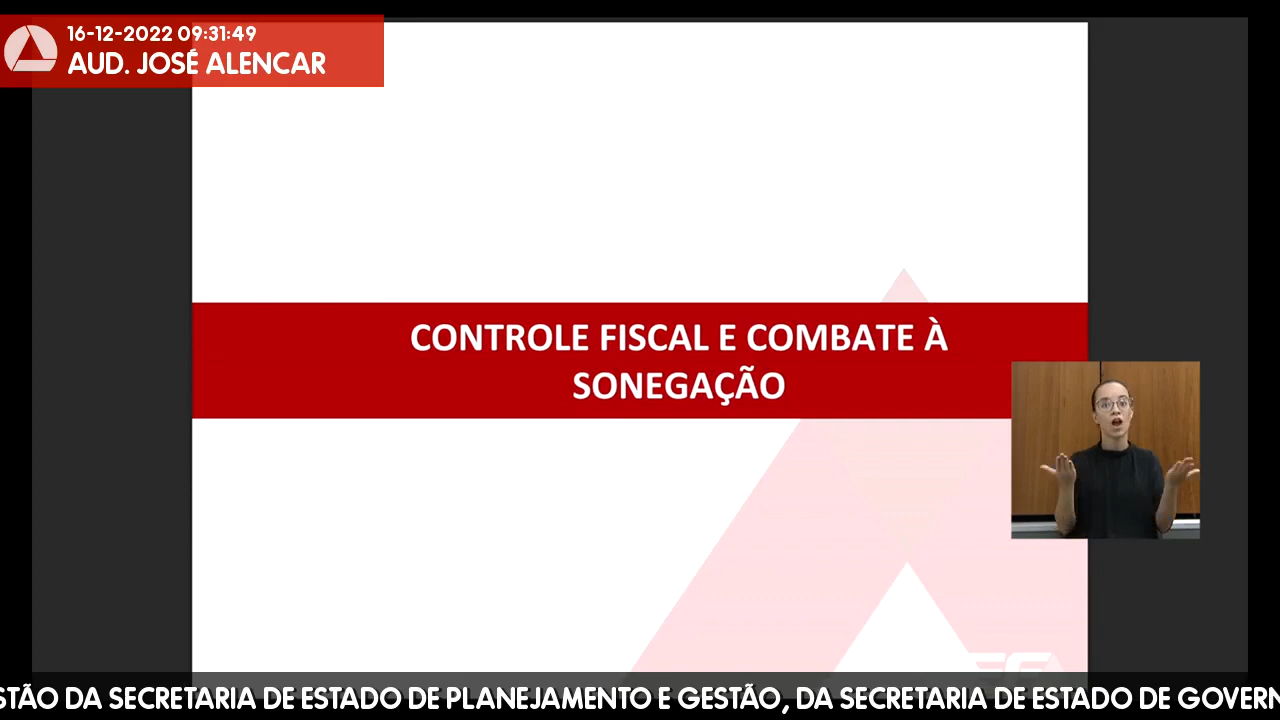 16-12-2022 09:31:49
AUD. JOSÉ ALENCAR
CONTROLE FISCAL E COMBATE À
SONEGAÇÃO
STÃO DA SECRETARIA DE ESTADO DE PLANEJAMENTO E GESTÃO, DA SECRETARIA DE ESTADO DE GOVERN